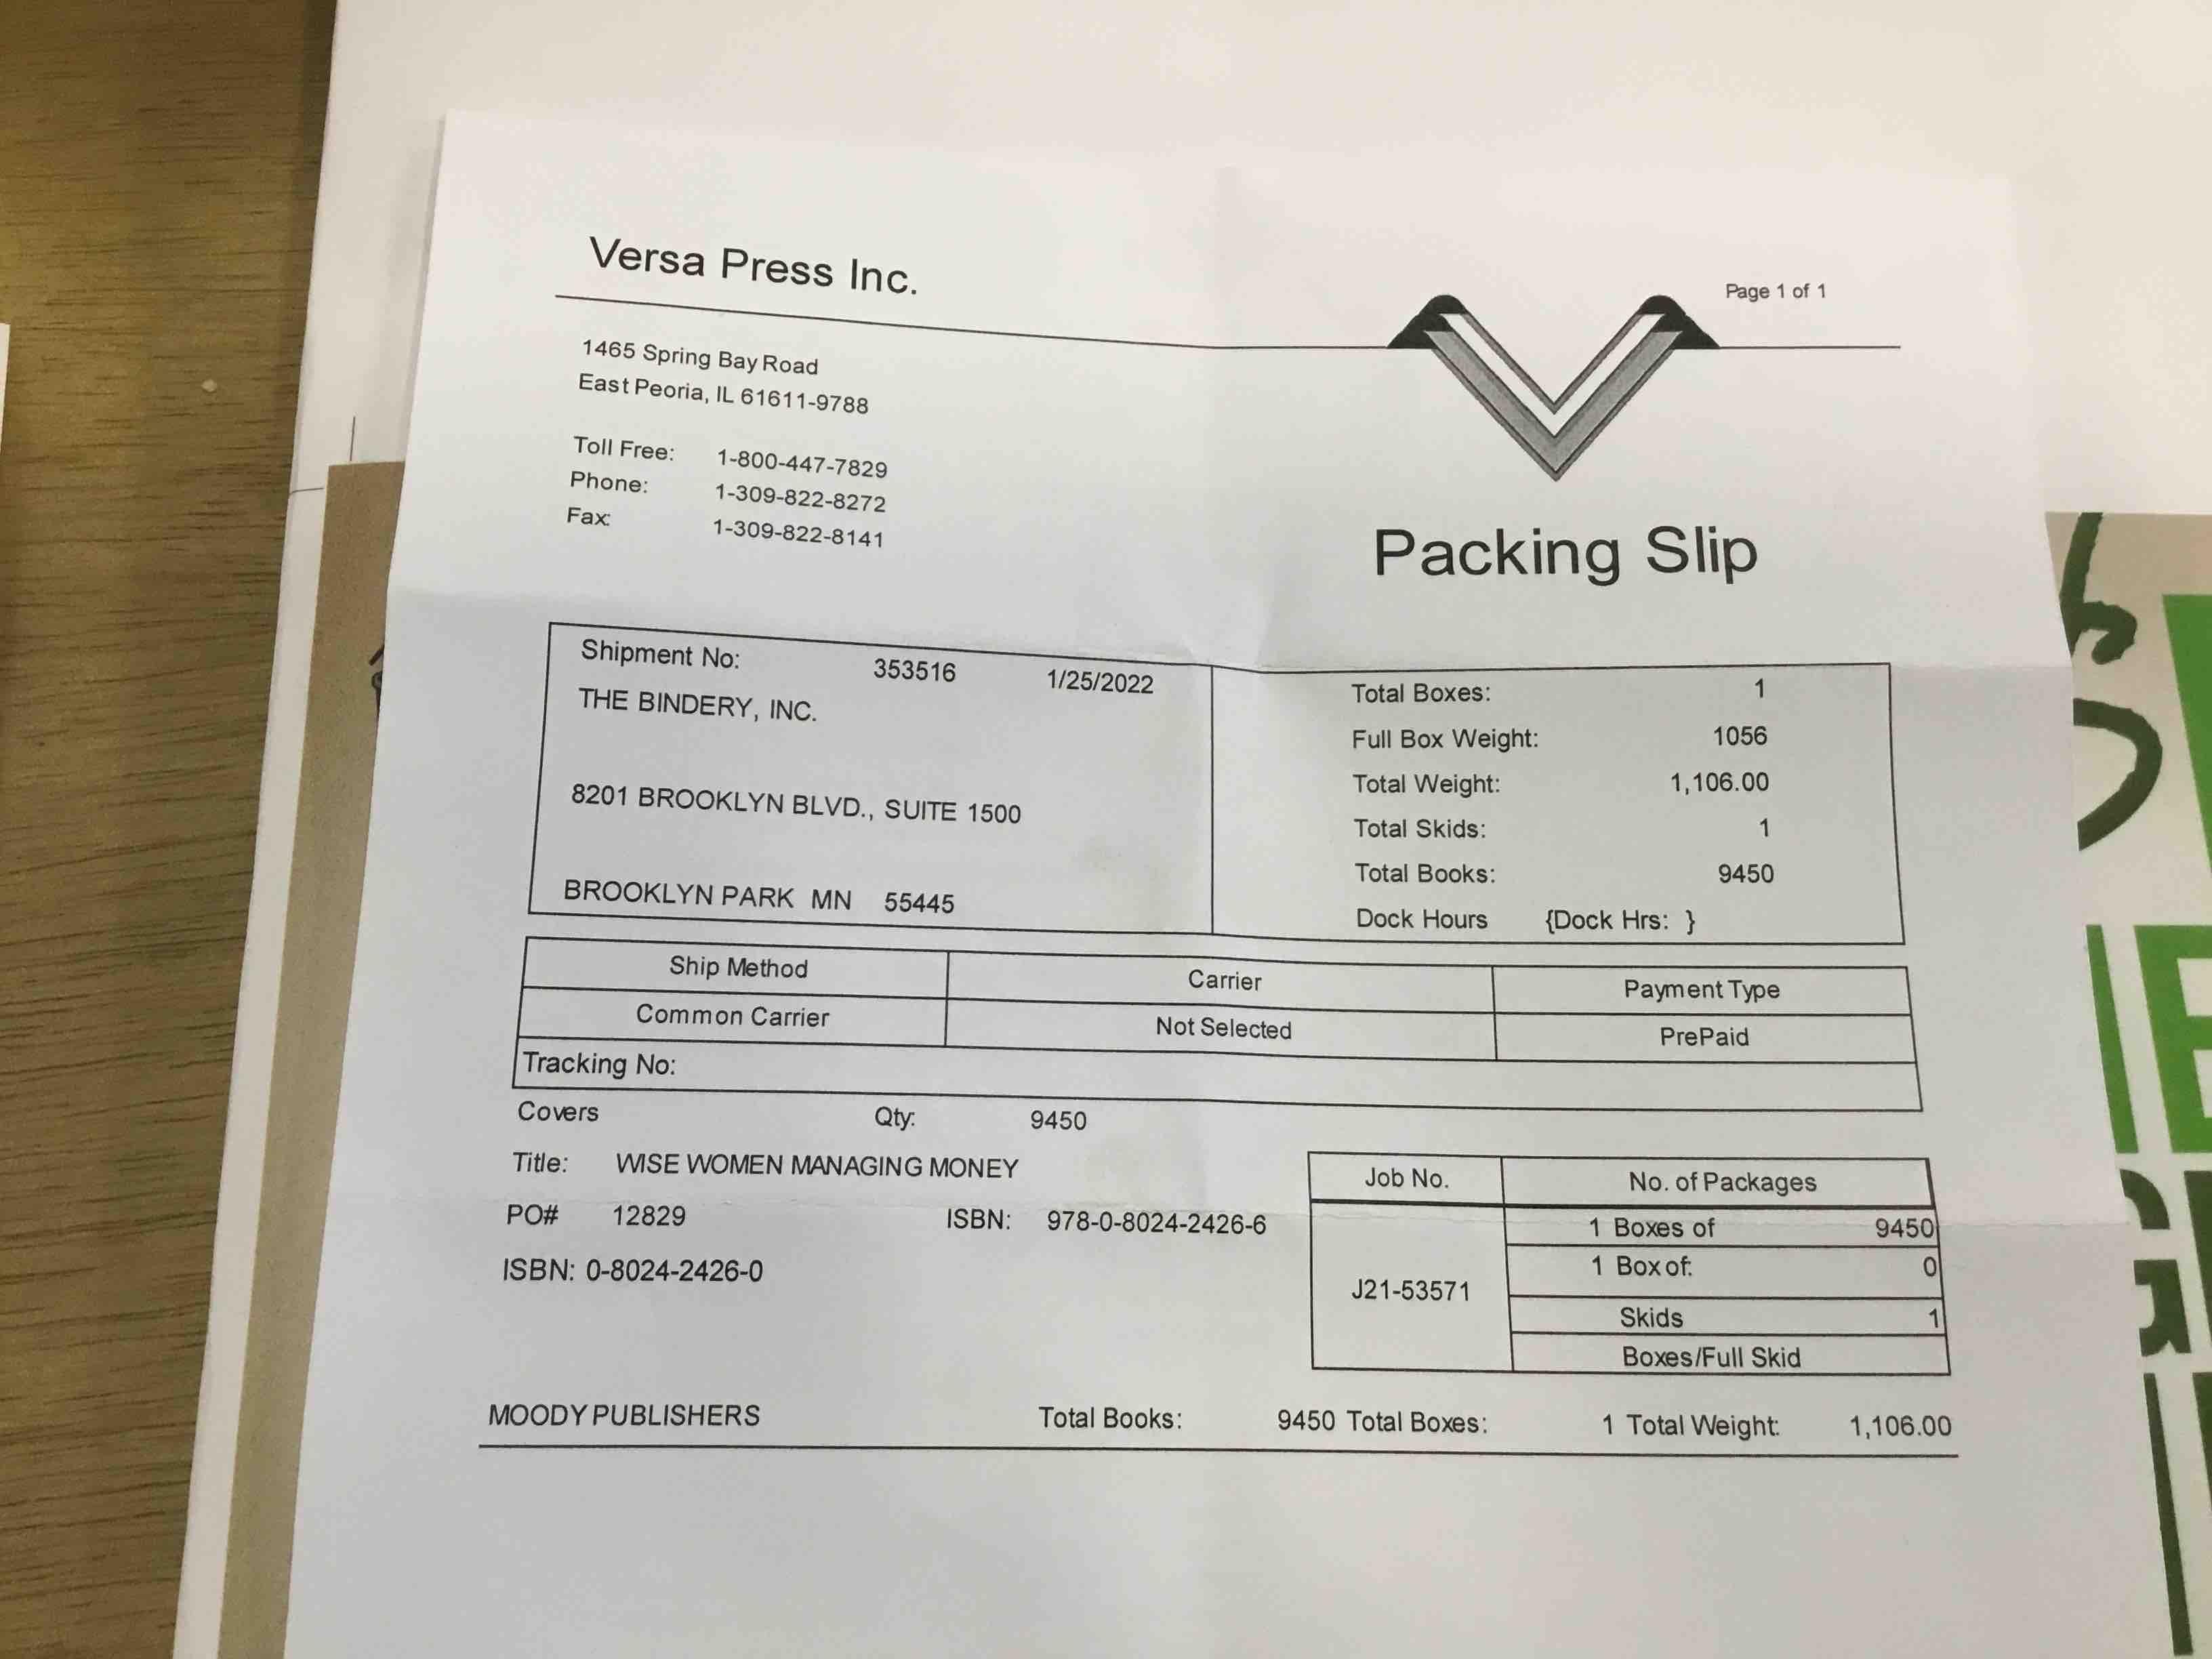 Versa Press Inc.
Page 1 of 1
1465 Spring Bay Road
East Peoria, IL 61611-9788
Toll Free: 1-800-447-7829
Phone: 1-309-822-8272
Fax: 1-309-822-8141
Packing Slip
Shipment No: 353516 1/25/2022
THE BINDERY, INC.
8201 BROOKLYN BLVD., SUITE 1500
BROOKLYN PARK MN 55445
Total Boxes: 1
Full Box Weight: 1056
Total Weight: 1,106.00
Total Skids: 1
Total Books: 9450
Dock Hours {Dock Hrs: }
Ship Method Carrier Payment Type
Common Carrier Not Selected PrePaid
Tracking No:
Covers Qty: 9450
Title: WISE WOMEN MANAGING MONEY
PO# 12829 ISBN: 978-0-8024-2426-6
ISBN: 0-8024-2426-0
Job No. No. of Packages
J21-53571
1 Boxes of 9450
1 Box of: 0
Skids 1
Boxes/Full Skid
MOODY PUBLISHERS Total Books: 9450 Total Boxes: 1 Total Weight: 1,106.00